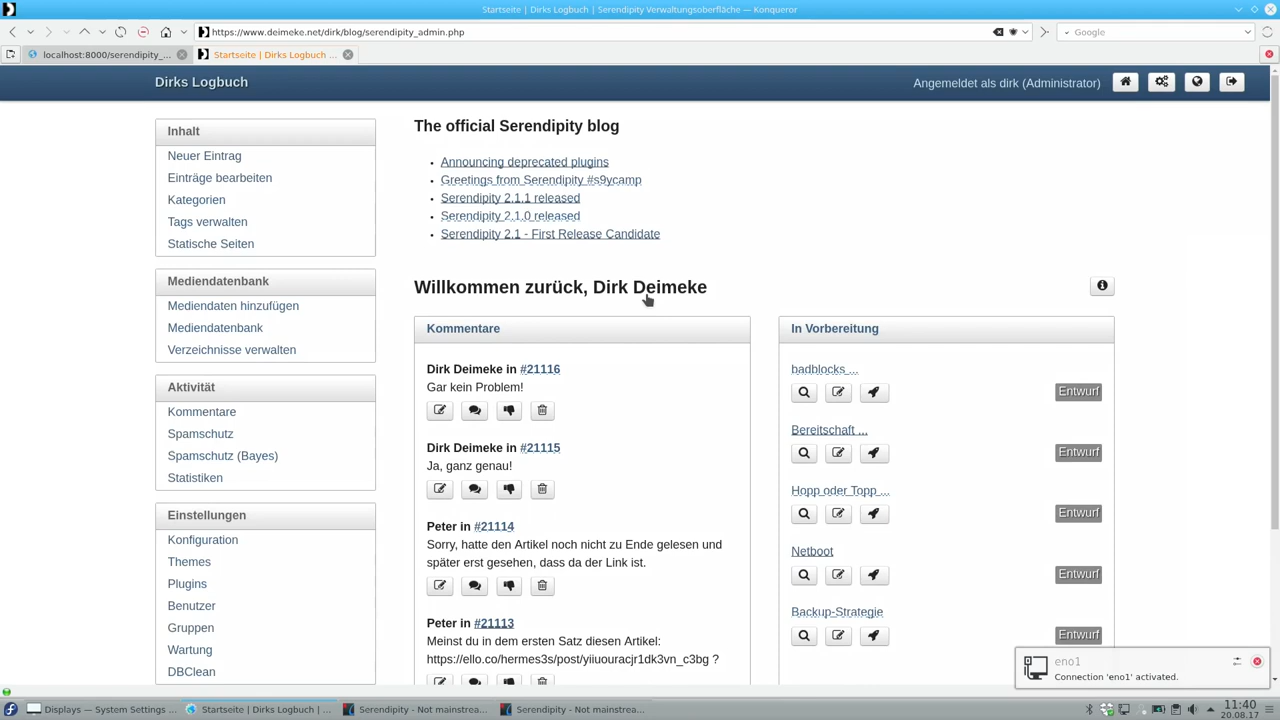 Startseite | Dirks Logbuch | Serendipity Verwaltungsoberfläche — Konqueror
https://www.deimeke.net/dirk/blog/serendipity_admin.php
Google
localhost:8000/serendipity_...
Startseite | Dirks Logbuch ...
Dirks Logbuch
Angemeldet als dirk (Administrator)
Inhalt
Neuer Eintrag
Einträge bearbeiten
Kategorien
Tags verwalten
Statische Seiten
Mediendatenbank
Mediendaten hinzufügen
Mediendatenbank
Verzeichnisse verwalten
Aktivität
Kommentare
Spamschutz
Spamschutz (Bayes)
Statistiken
Einstellungen
Konfiguration
Themes
Plugins
Benutzer
Gruppen
Wartung
DBClean
The official Serendipity blog
Announcing deprecated plugins
Greetings from Serendipity #s9ycamp
Serendipity 2.1.1 released
Serendipity 2.1.0 released
Serendipity 2.1 - First Release Candidate
Willkommen zurück, Dirk Deimeke
Kommentare
Dirk Deimeke in #21116
Gar kein Problem!
Dirk Deimeke in #21115
Ja, ganz genau!
Peter in #21114
Sorry, hatte den Artikel noch nicht zu Ende gelesen und
später erst gesehen, dass da der Link ist.
Peter in #21113
Meinst du in dem ersten Satz diesen Artikel:
https://ello.co/hermes3s/post/yiiuouracjr1dk3vn_c3bg ?
In Vorbereitung
badblocks ...
Entwurf
Bereitschaft ...
Entwurf
Hopp oder Topp ...
Entwurf
Netboot
Entwurf
Backup-Strategie
Entwurf
eno1
Connection 'eno1' activated.
Displays — System Settings ...
Startseite | Dirks Logbuch | ...
Serendipity - Not mainstrea...
Serendipity - Not mainstrea...
11:40
20.08.17